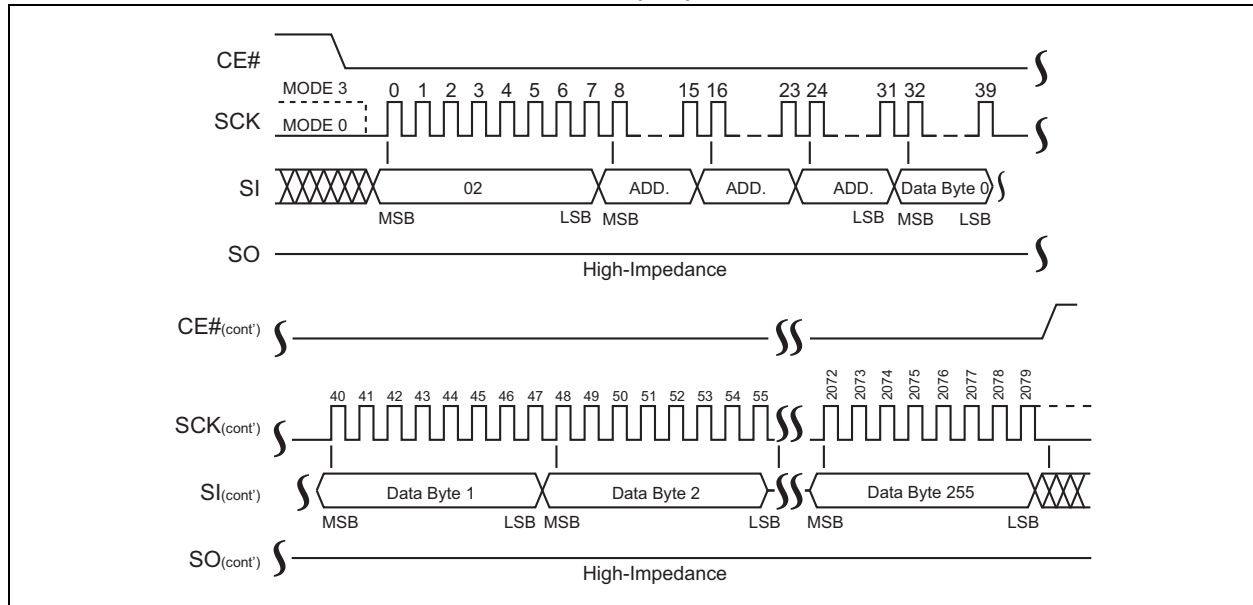 CE#
MODE 3
0 1 2 3 4 5 6 7 8 15 16 23 24 31 32 39
SCK
MODE 0
SI
02 ADD. ADD. ADD. Data Byte 0
MSB LSB MSB LSB MSB LSB
SO
High-Impedance
CE#(cont')
40 41 42 43 44 45 46 47 48 49 50 51 52 53 54 55 2072 2073 2074 2075 2076 2077 2078 2079
SCK(cont')
SI(cont')
Data Byte 1 Data Byte 2 Data Byte 255
MSB LSB MSB LSB MSB LSB
SO(cont')
High-Impedance